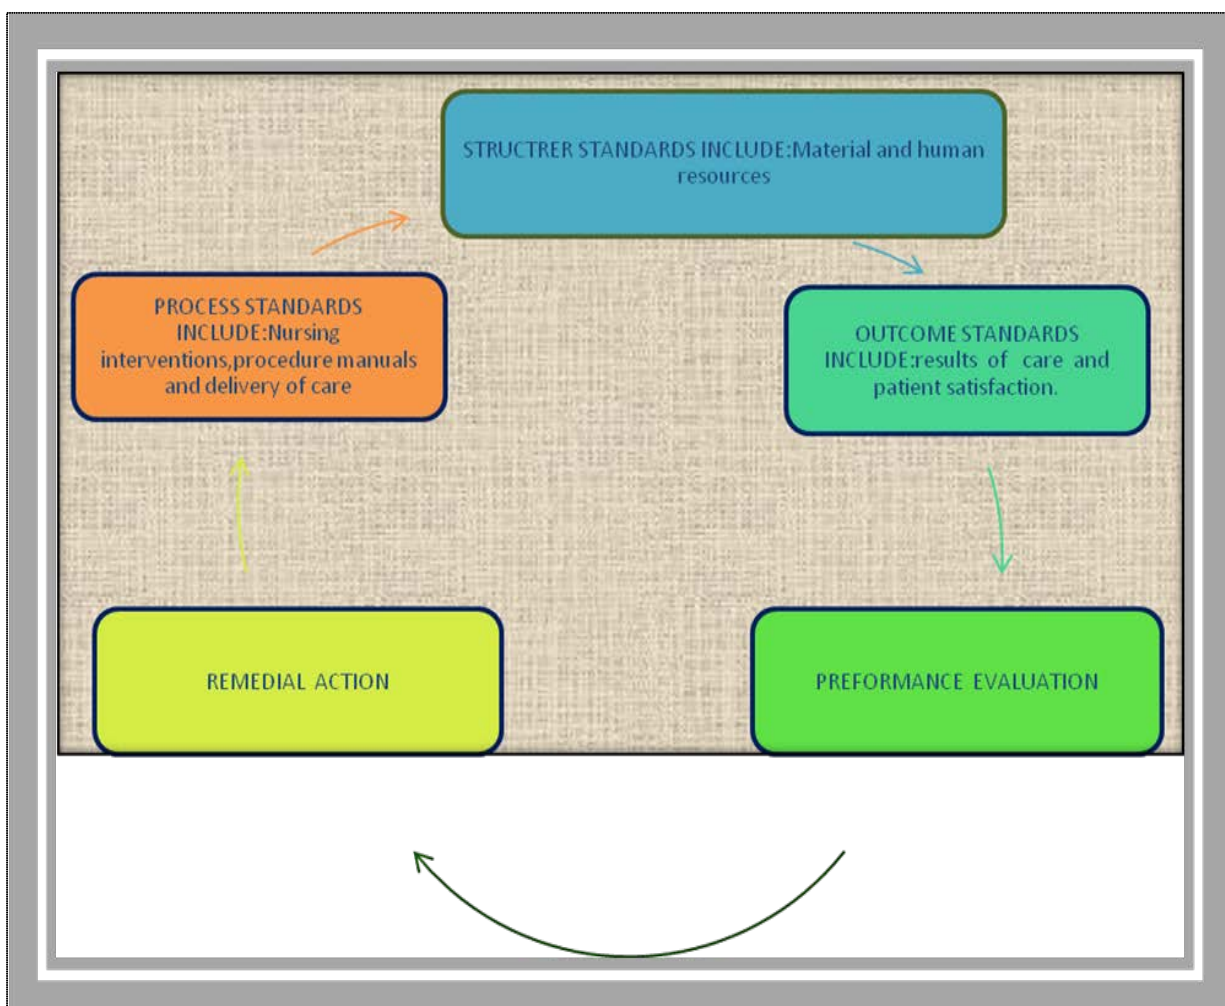 STRUCTRER STANDARDS INCLUDE:Material and human
resources
PROCESS STANDARDS
INCLUDE:Nursing
interventions,procedure manuals
and delivery of care
OUTCOME STANDARDS
INCLUDE:results of care and
patient satisfaction.
REMEDIAL ACTION
PREFORMANCE EVALUATION